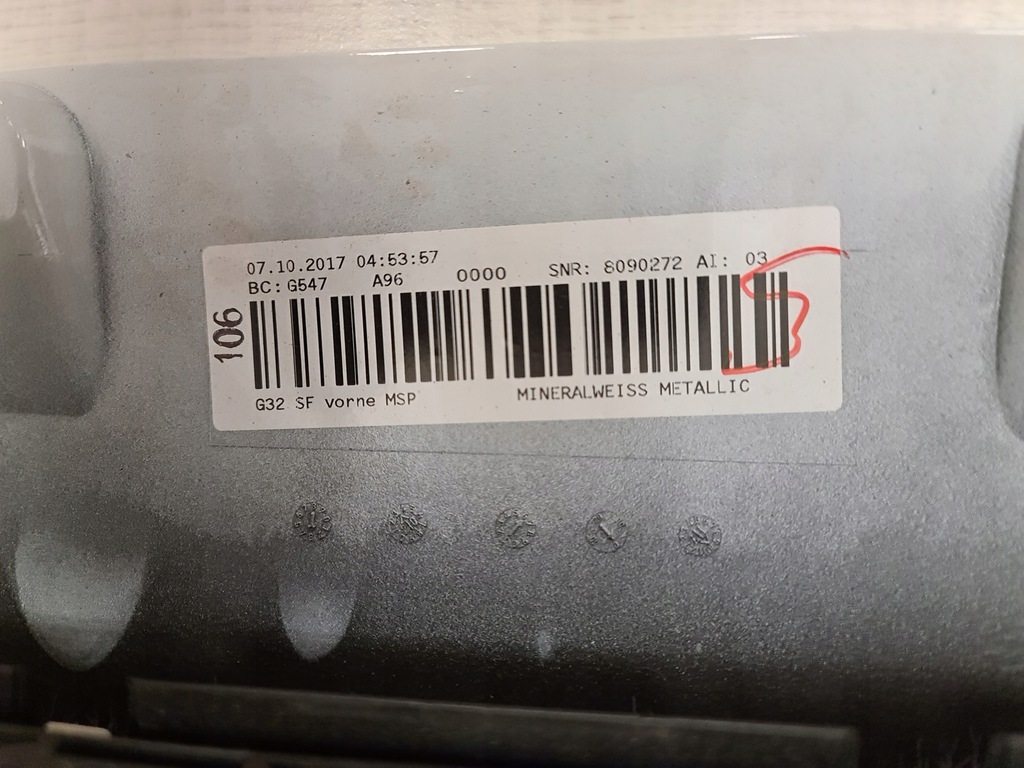 07.10.2017 04:53:57
BC:G547 A96 0000 SNR: 8090272 AI: 03
106
G32 SF vorne MSP MINERALWEISS METALLIC